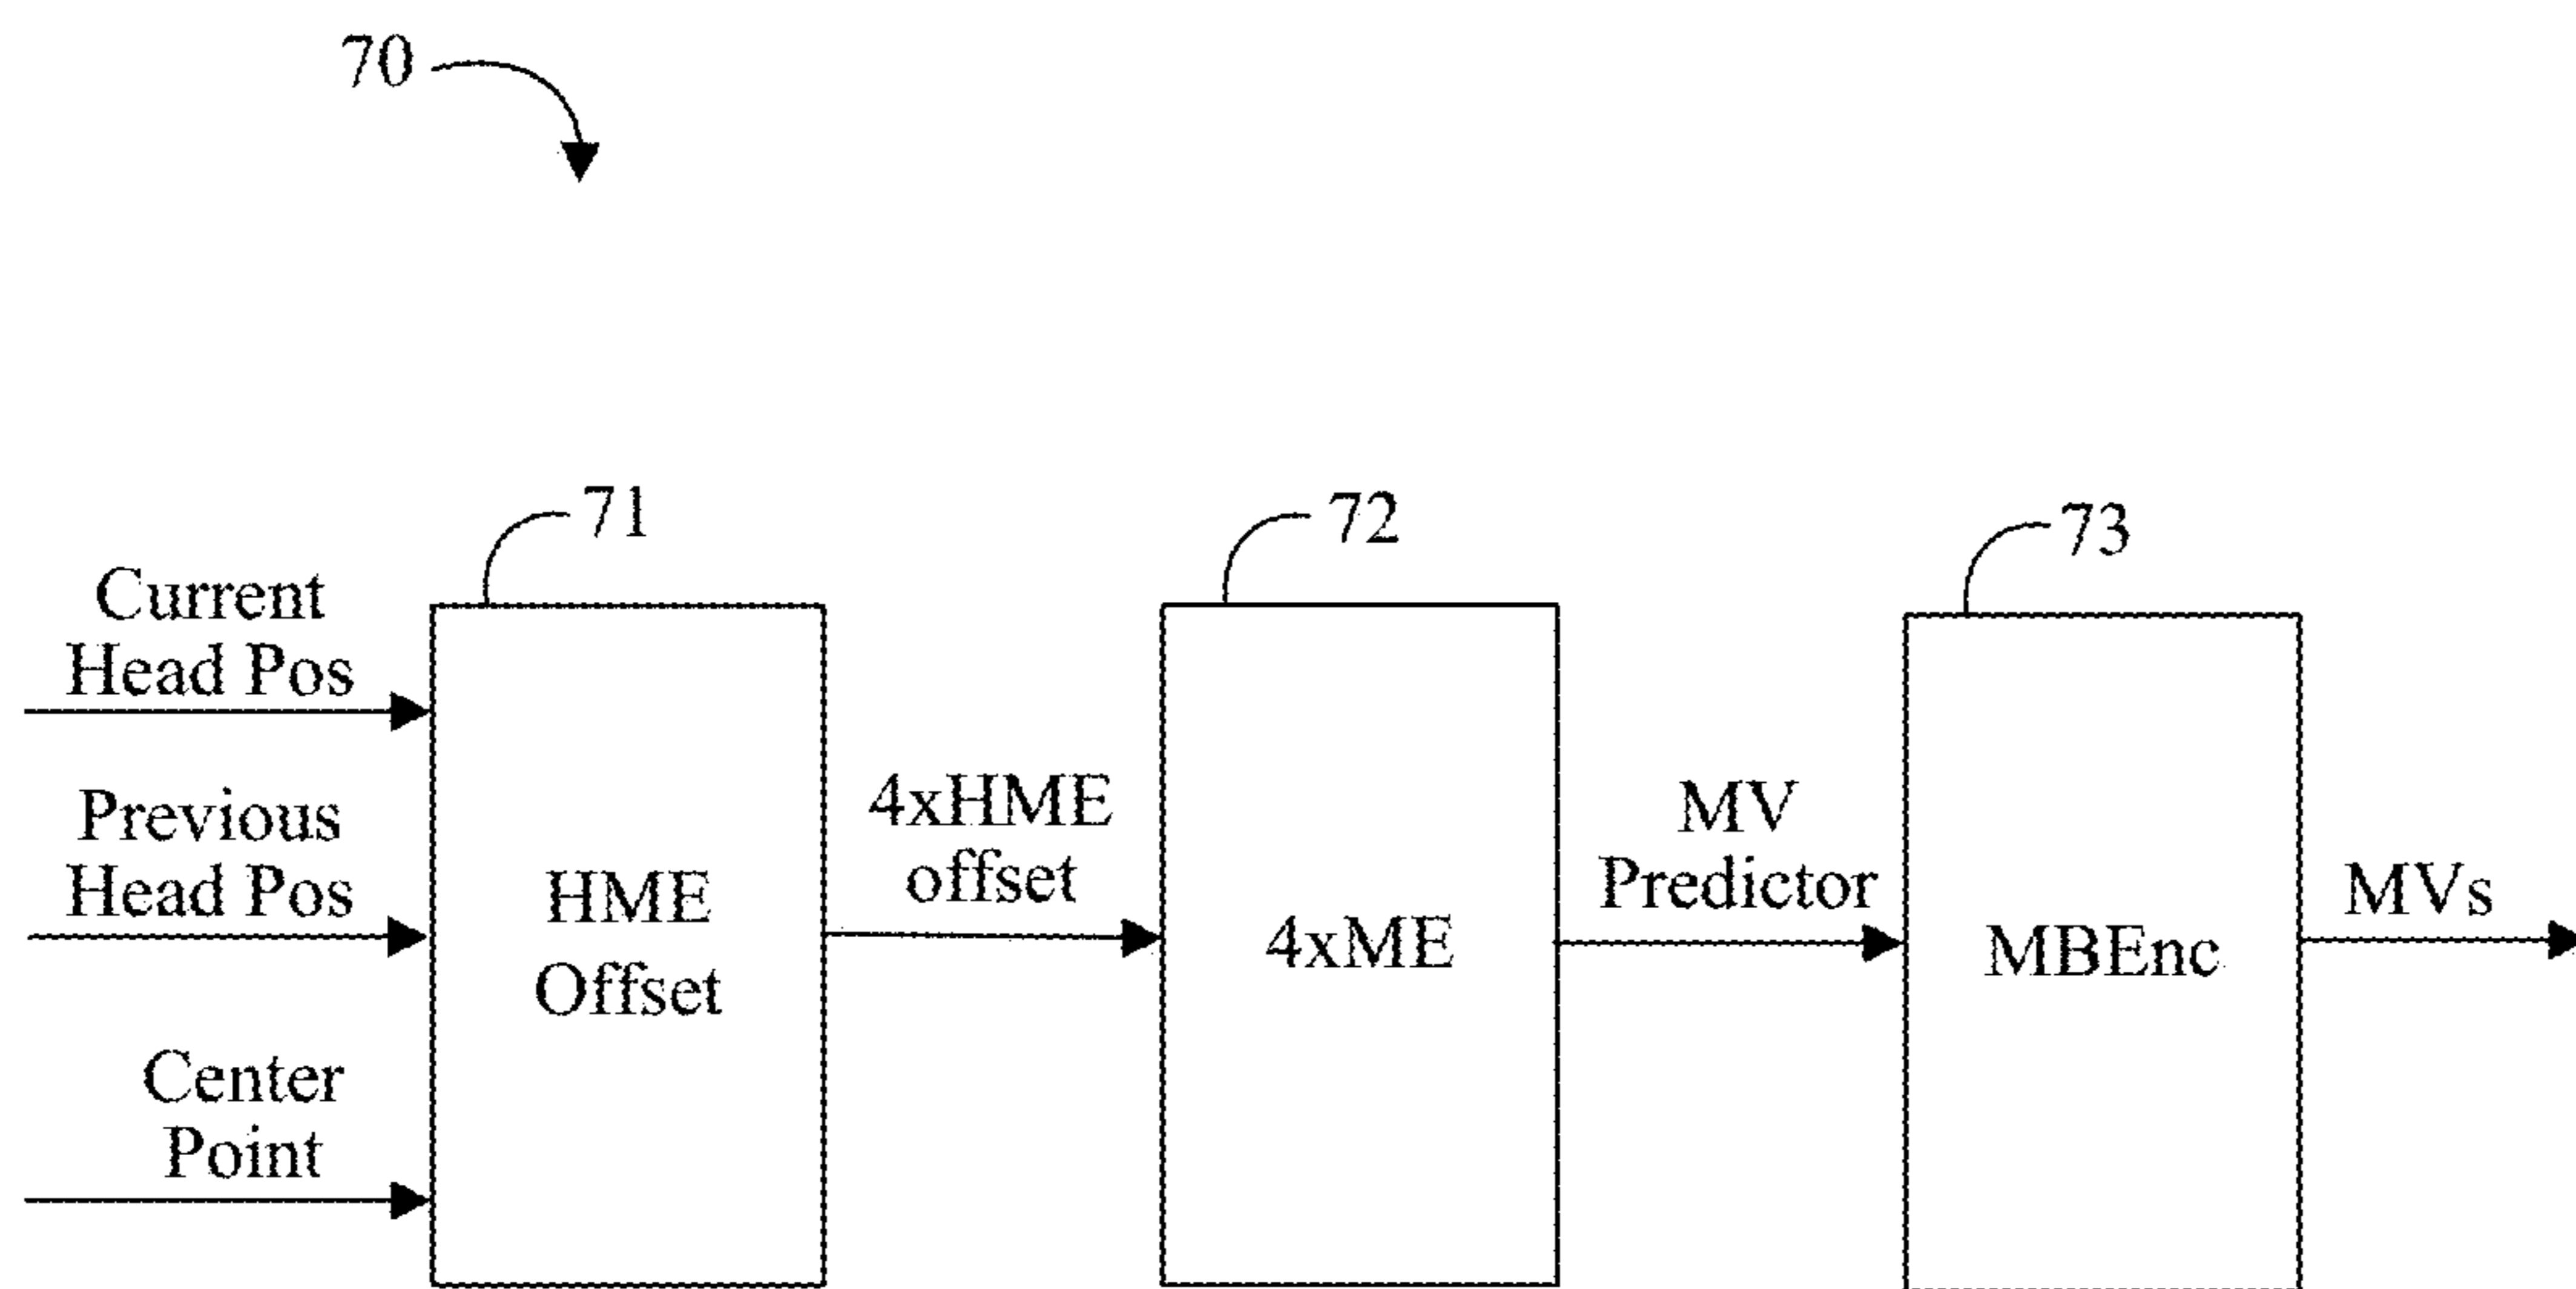 70
71
72
73
Current
Head Pos
Previous
Head Pos
Center
Point
HME
Offset
4xHME
offset
4xME
MV
Predictor
MBEnc
MVs